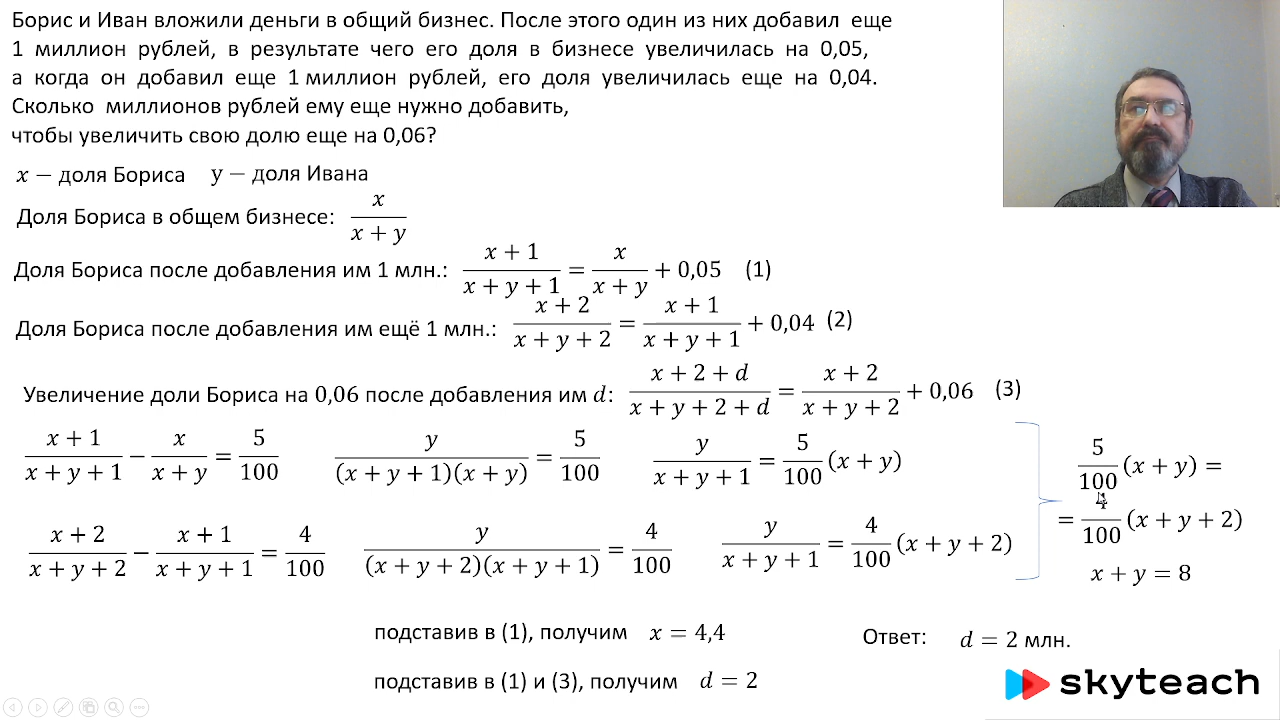 Борис и Иван вложили деньги в общий бизнес. После этого один из них добавил еще
1 миллион рублей, в результате чего его доля в бизнесе увеличилась на 0,05,
а когда он добавил еще 1 миллион рублей, его доля увеличилась еще на 0,04.
Сколько миллионов рублей ему еще нужно добавить,
чтобы увеличить свою долю еще на 0,06?
x − доля Бориса y − доля Ивана
Доля Бориса в общем бизнесе: x/(x + y)
Доля Бориса после добавления им 1 млн.: (x + 1)/(x + y + 1) = x/(x + y) + 0,05 (1)
Доля Бориса после добавления им ещё 1 млн.: (x + 2)/(x + y + 2) = (x + 1)/(x + y + 1) + 0,04 (2)
Увеличение доли Бориса на 0,06 после добавления им d: (x + 2 + d)/(x + y + 2 + d) = (x + 2)/(x + y + 2) + 0,06 (3)
(x + 1)/(x + y + 1) − x/(x + y) = 5/100 y/((x + y + 1)(x + y)) = 5/100 y/(x + y + 1) = 5/100 (x + y)
(x + 2)/(x + y + 2) − (x + 1)/(x + y + 1) = 4/100 y/((x + y + 2)(x + y + 1)) = 4/100 y/(x + y + 1) = 4/100 (x + y + 2)
5/100 (x + y) =
= 4/100 (x + y + 2)
x + y = 8
подставив в (1), получим x = 4,4
подставив в (1) и (3), получим d = 2
Ответ: d = 2 млн.
skyteach